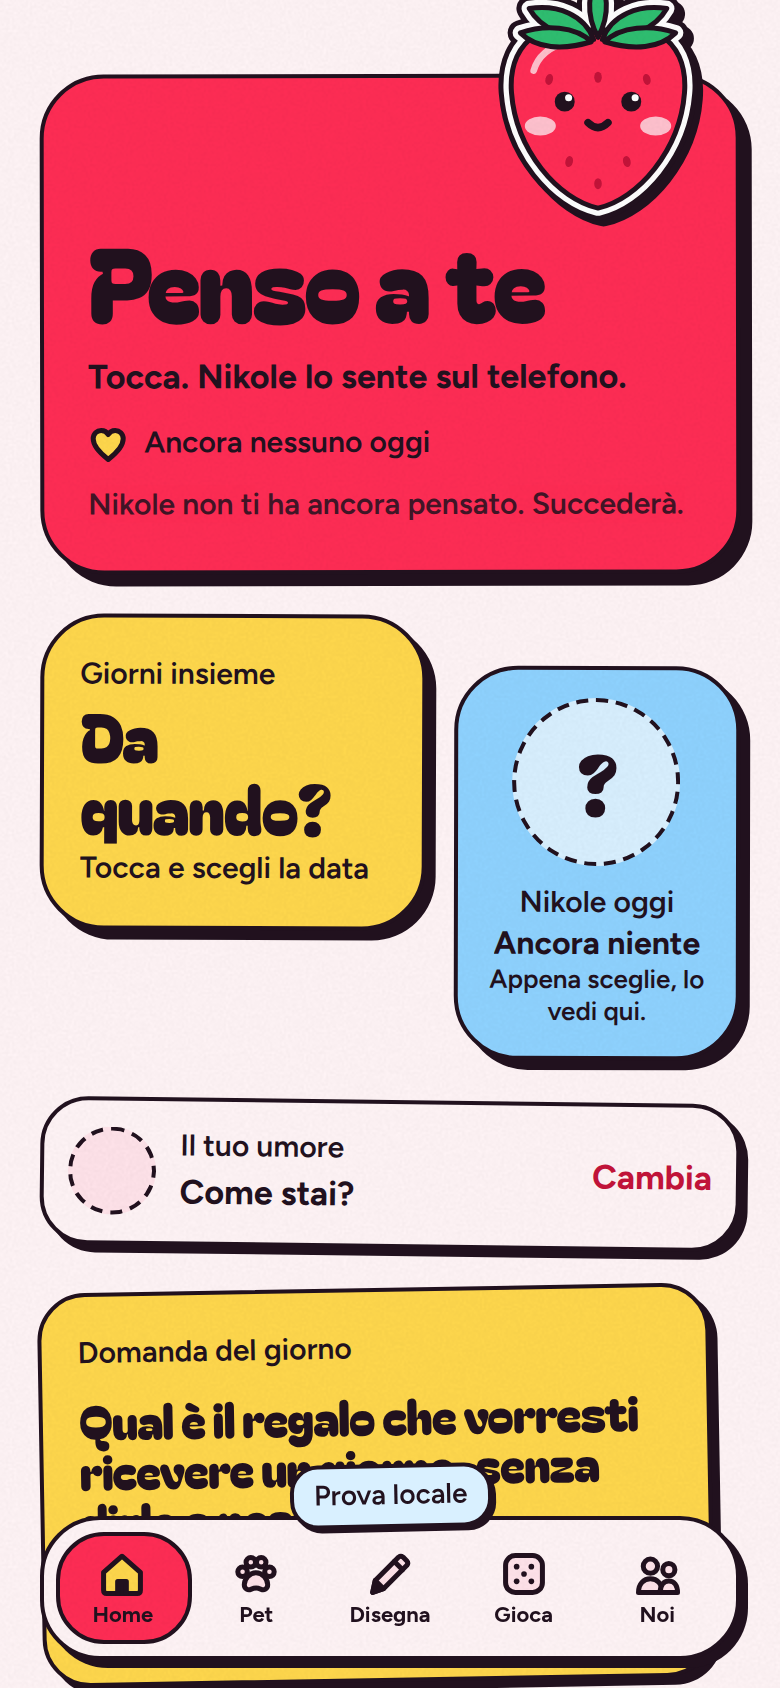 Penso a te
Tocca. Nikole lo sente sul telefono.
Ancora nessuno oggi
Nikole non ti ha ancora pensato. Succederà.
Giorni insieme
Da
quando?
Tocca e scegli la data
?
Nikole oggi
Ancora niente
Appena sceglie, lo
vedi qui.
Il tuo umore
Come stai?
Cambia
Domanda del giorno
Qual è il regalo che vorresti
ricevere un giorno, senza
Prova locale
Home
Pet
Disegna
Gioca
Noi